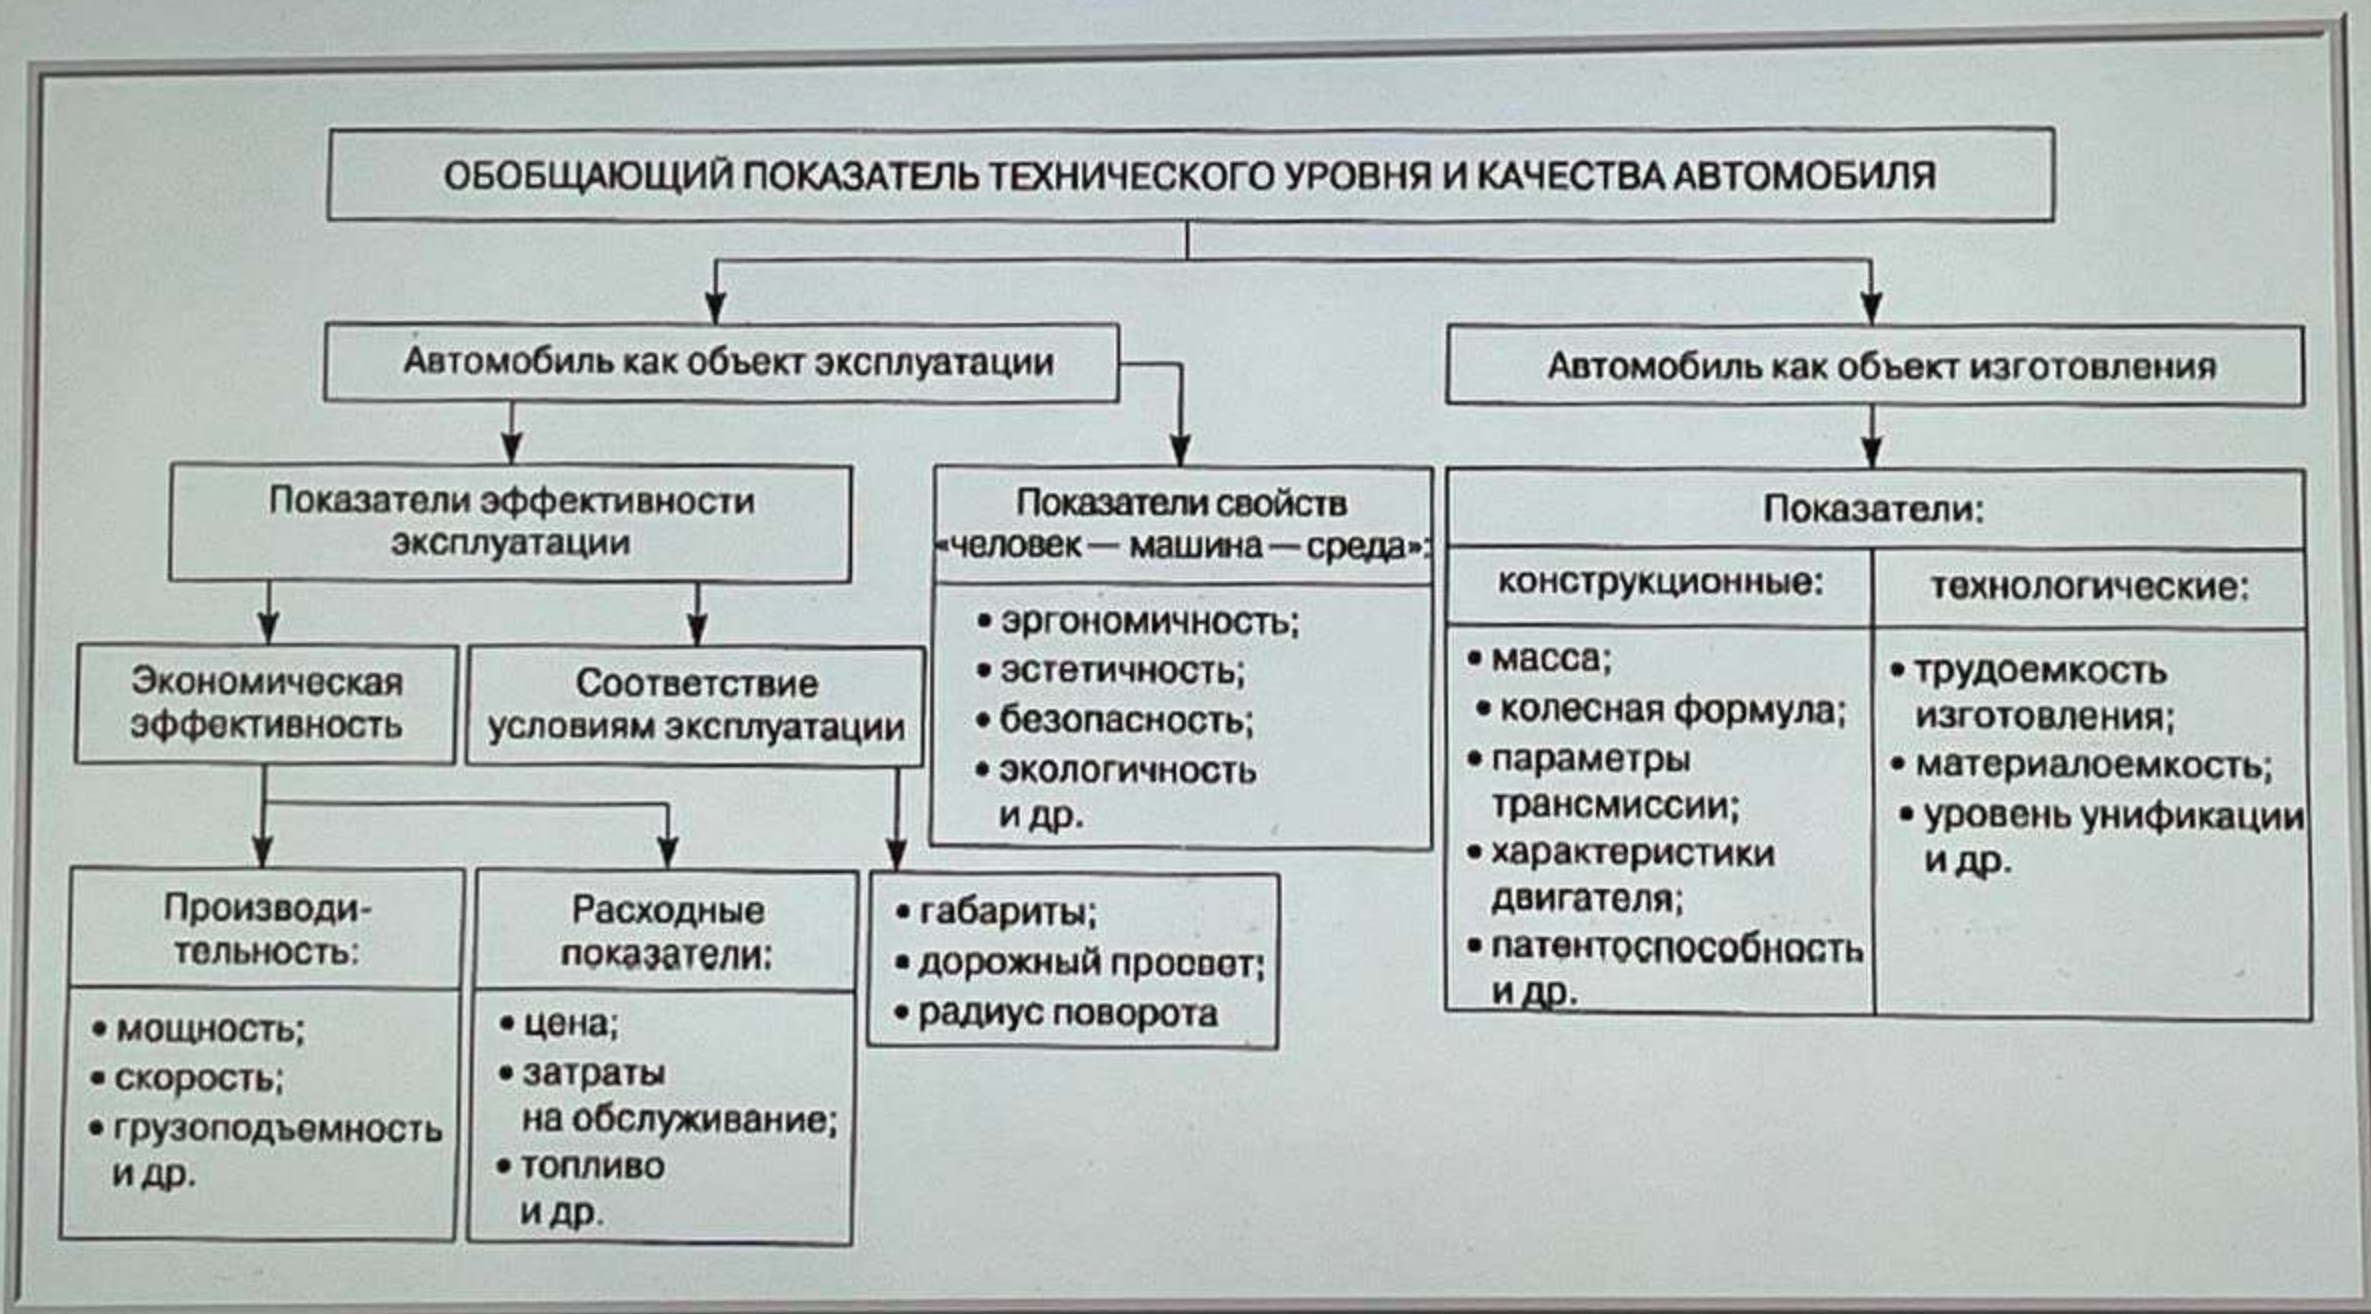 ОБОБЩАЮЩИЙ ПОКАЗАТЕЛЬ ТЕХНИЧЕСКОГО УРОВНЯ И КАЧЕСТВА АВТОМОБИЛЯ
Автомобиль как объект эксплуатации
Автомобиль как объект изготовления
Показатели эффективности
эксплуатации
Экономическая
эффективность
Соответствие
условиям эксплуатации
Производи-
тельность:
• мощность;
• скорость;
• грузоподъемность
и др.
Расходные
показатели:
• цена;
• затраты
на обслуживание;
• топливо
и др.
• габариты;
• дорожный просвет;
• радиус поворота
Показатели свойств
«человек — машина — среда»:
• эргономичность;
• эстетичность;
• безопасность;
• экологичность
и др.
Показатели:
конструкционные:
• масса;
• колесная формула;
• параметры
трансмиссии;
• характеристики
двигателя;
• патентоспособность
и др.
технологические:
• трудоемкость
изготовления;
• материалоемкость;
• уровень унификации
и др.